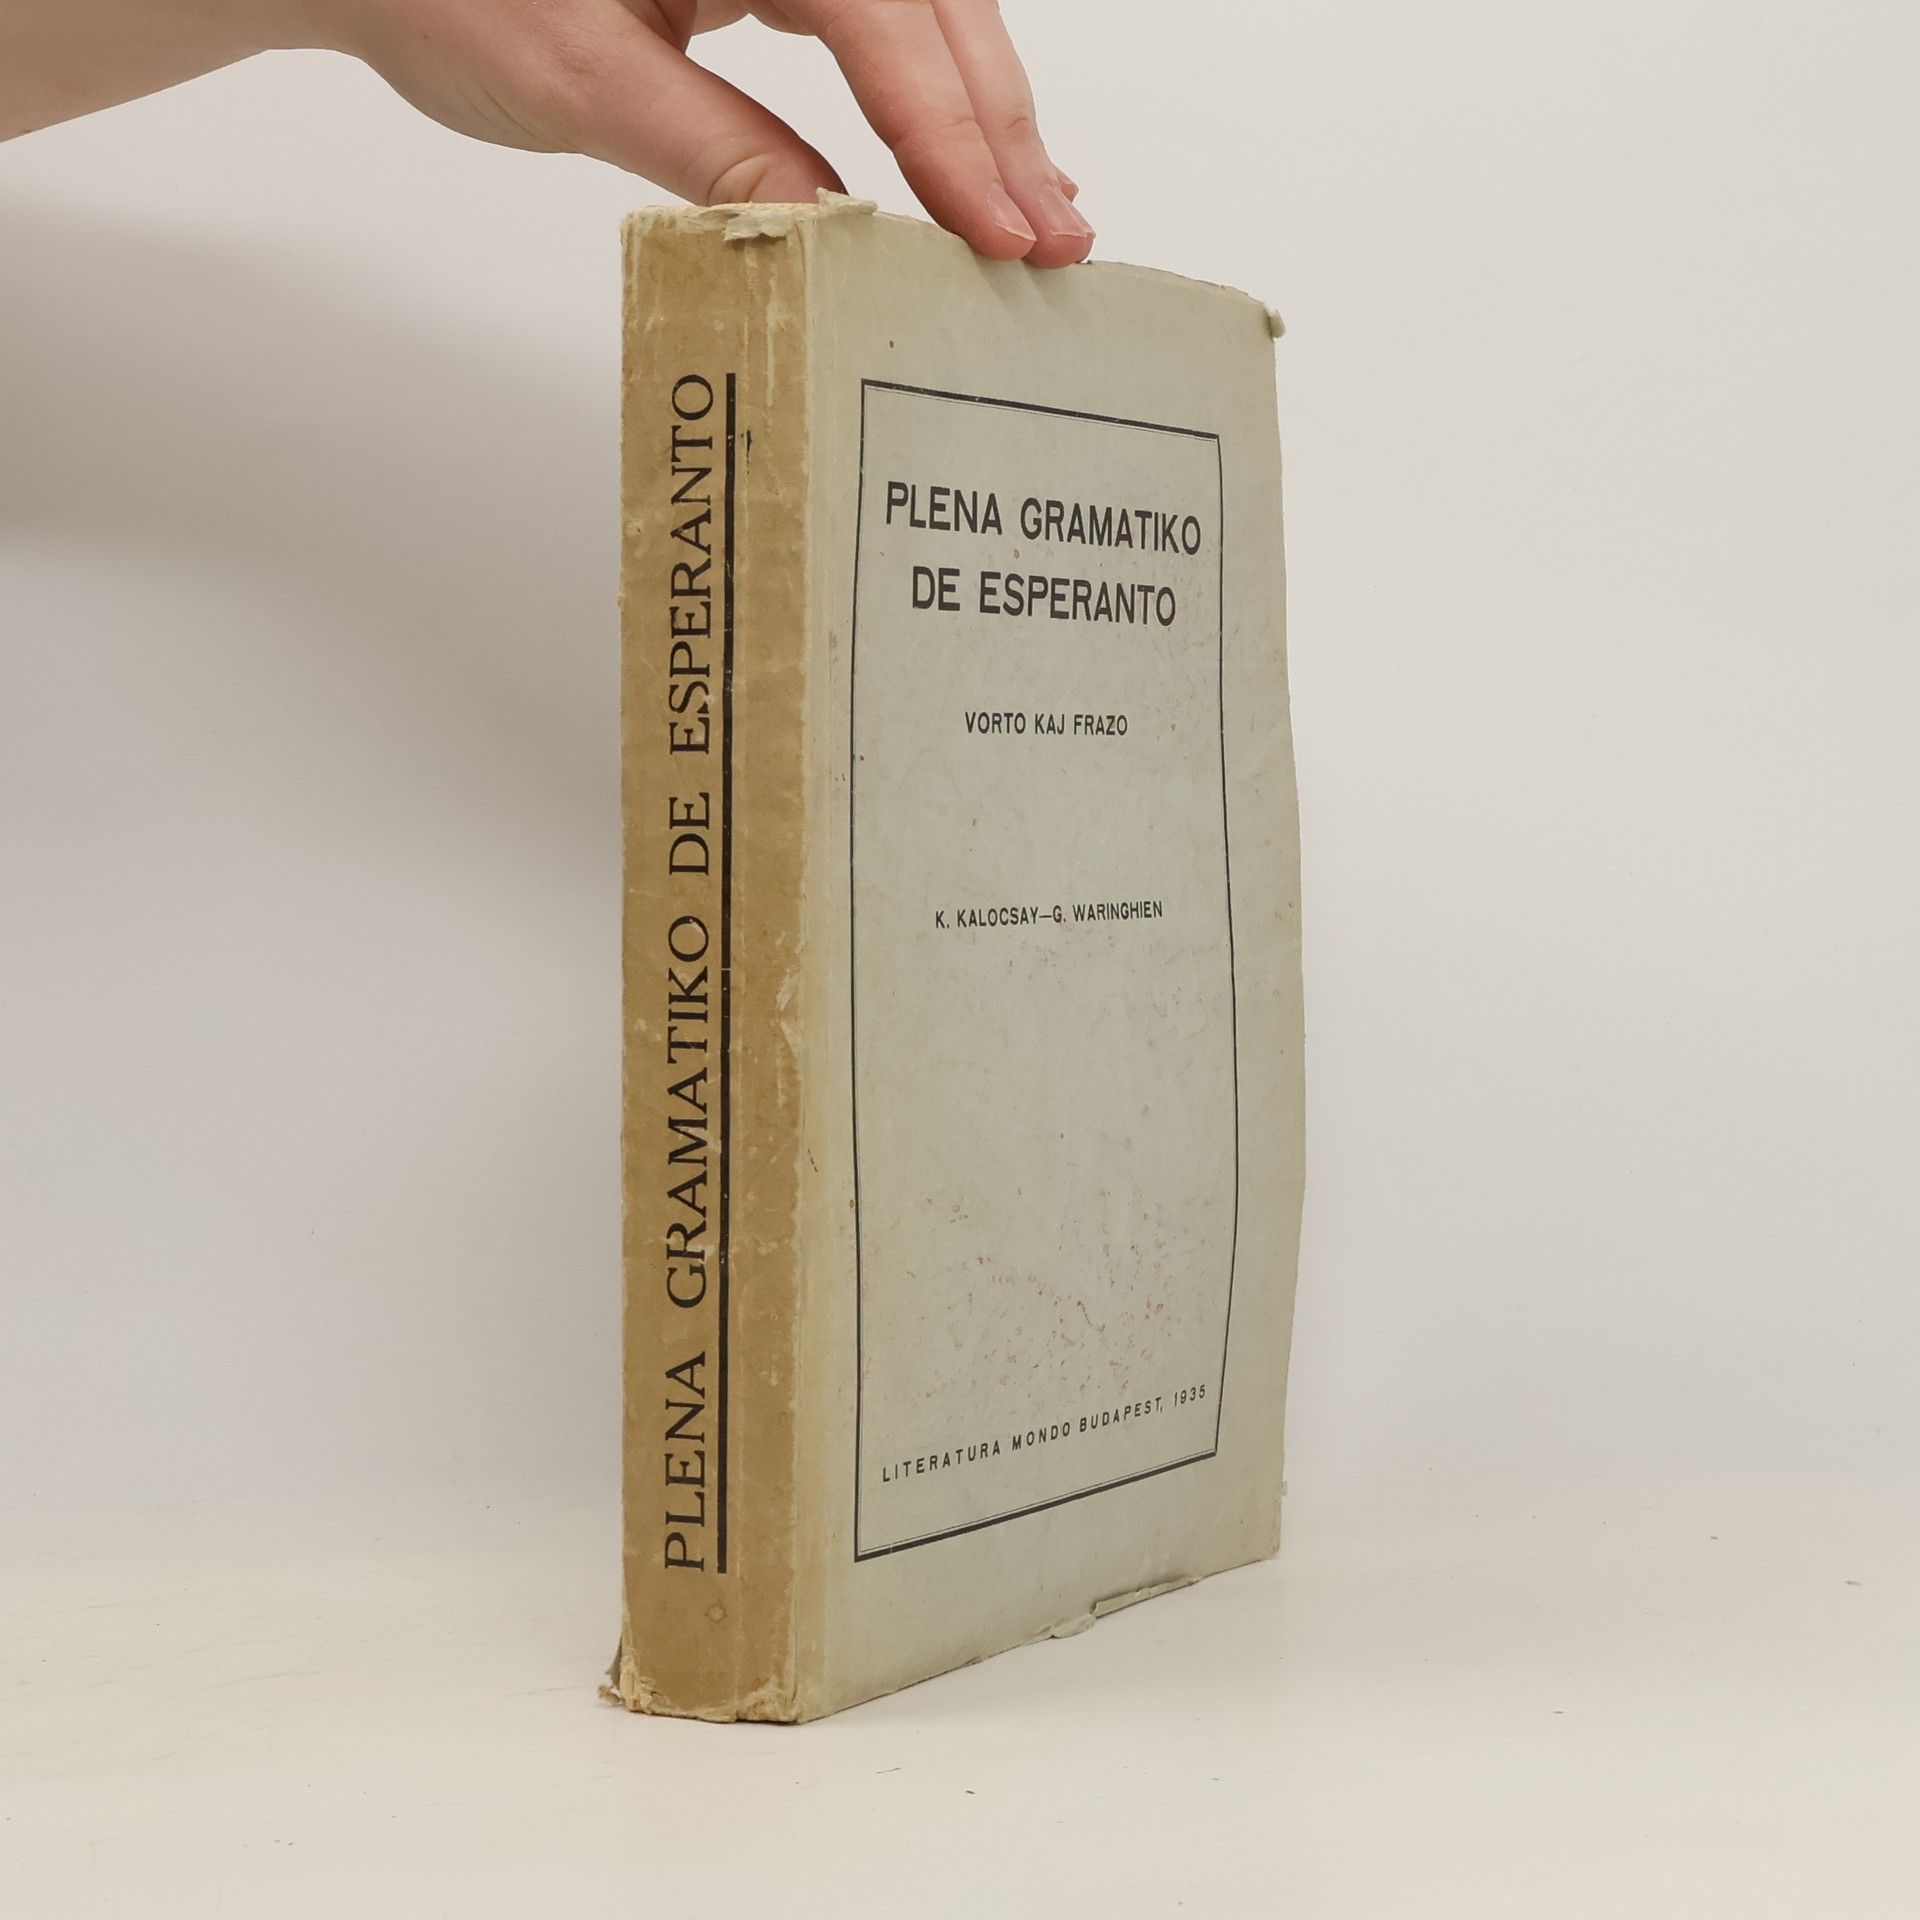 PLENA GRAMATIKO DE ESPERANTO
PLENA GRAMATIKO
DE ESPERANTO
VORTO KAJ FRAZO
K. KALOCSAY—G. WARINGHIEN
LITERATURA MONDO BUDAPEST, 1935